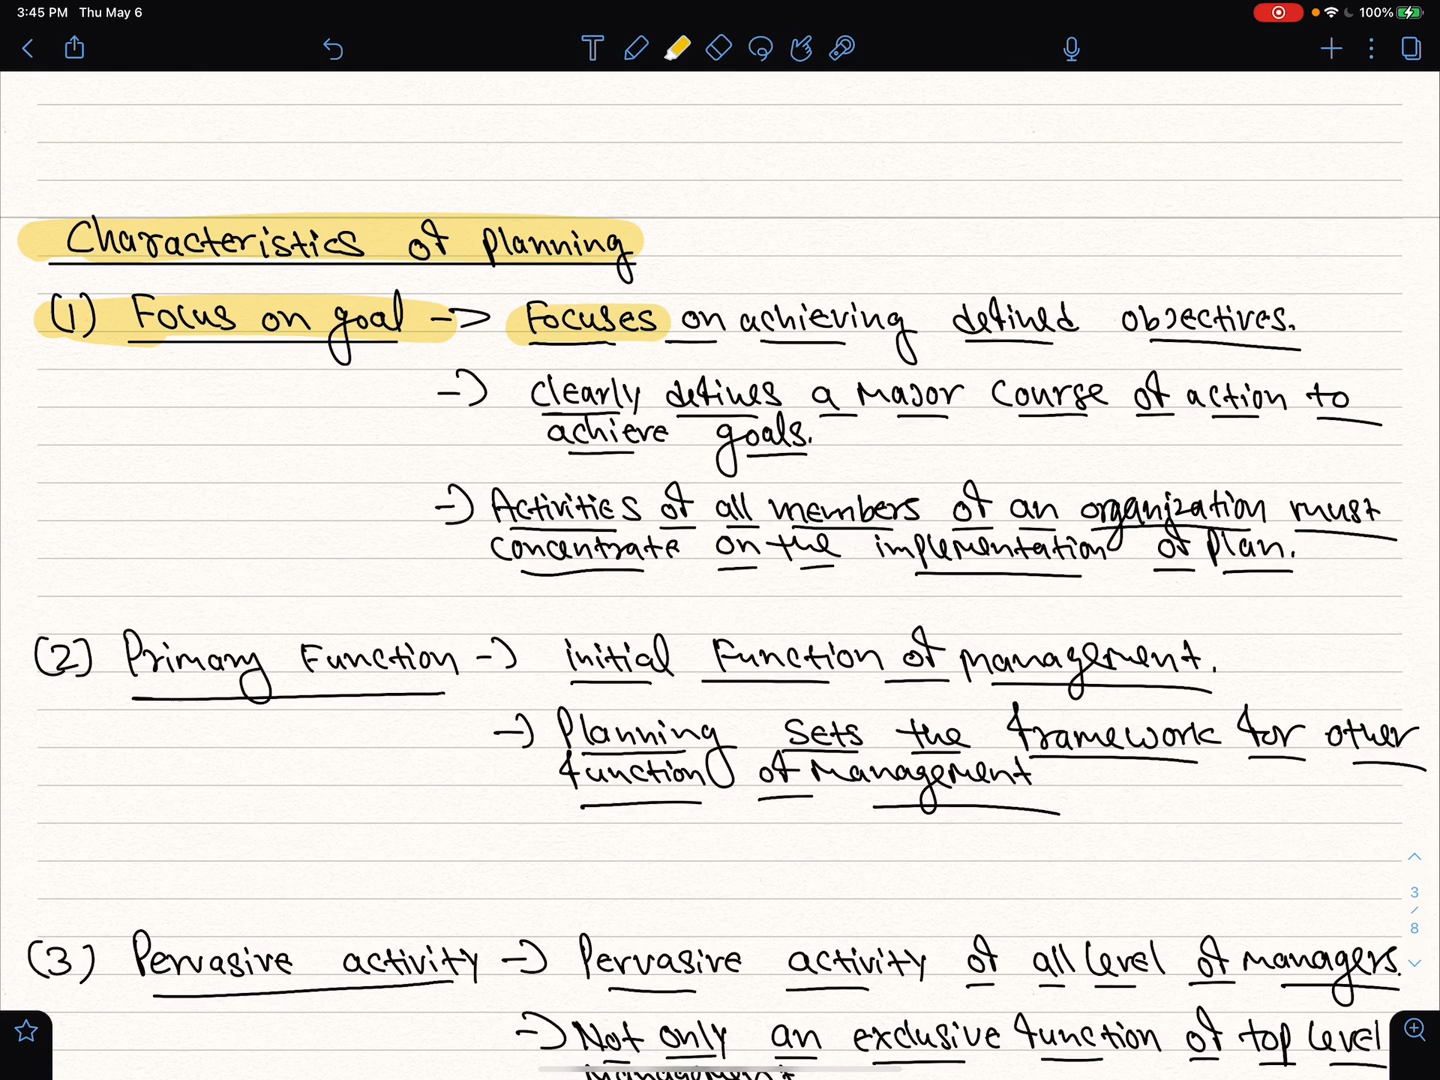 3:45 PM Thu May 6
100%
Characteristics of planning
(1) Focus on goal -> Focuses on achieving defined objectives.
-> clearly defines a major course of action to
achieve goals.
-> Activities of all members of an organization must
concentrate on the implementation of plan.
(2) Primary Function -> initial Function of management.
-> Planning sets the framework for other
function of management
3
/
8
(3) Pervasive activity -> Pervasive activity of all level of managers.
-> Not only an exclusive function of top level
management